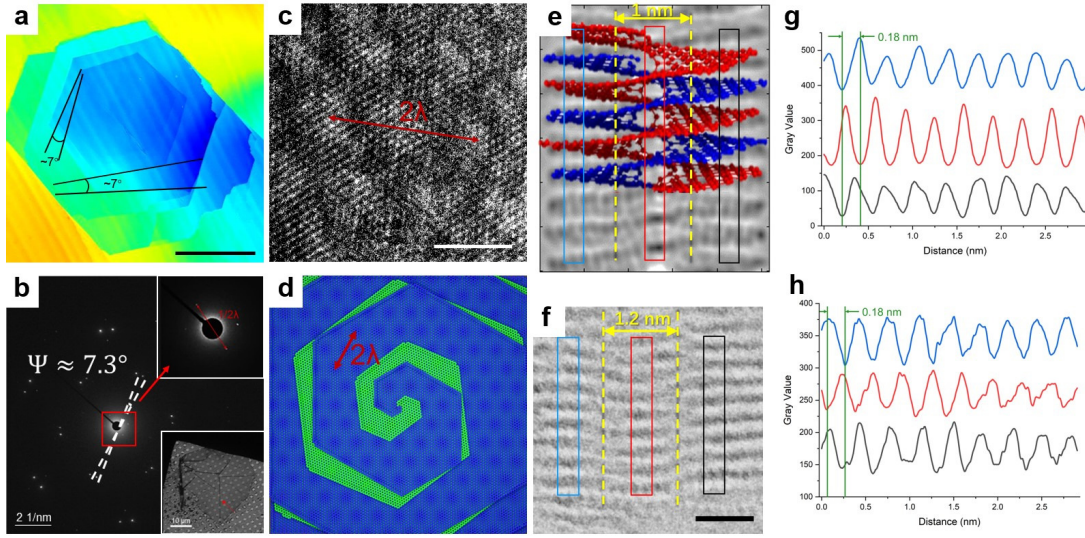 a
~7°
~7°
b
Ψ ≈ 7.3°
1/2λ
2 1/nm
10 μm
c
2λ
d
2λ
e
1 nm
f
1.2 nm
g
0.18 nm
500
400
300
200
100
Gray Value
0.0 0.5 1.0 1.5 2.0 2.5
Distance (nm)
h
0.18 nm
400
350
300
250
200
150
100
Gray Value
0.0 0.5 1.0 1.5 2.0 2.5
Distance (nm)